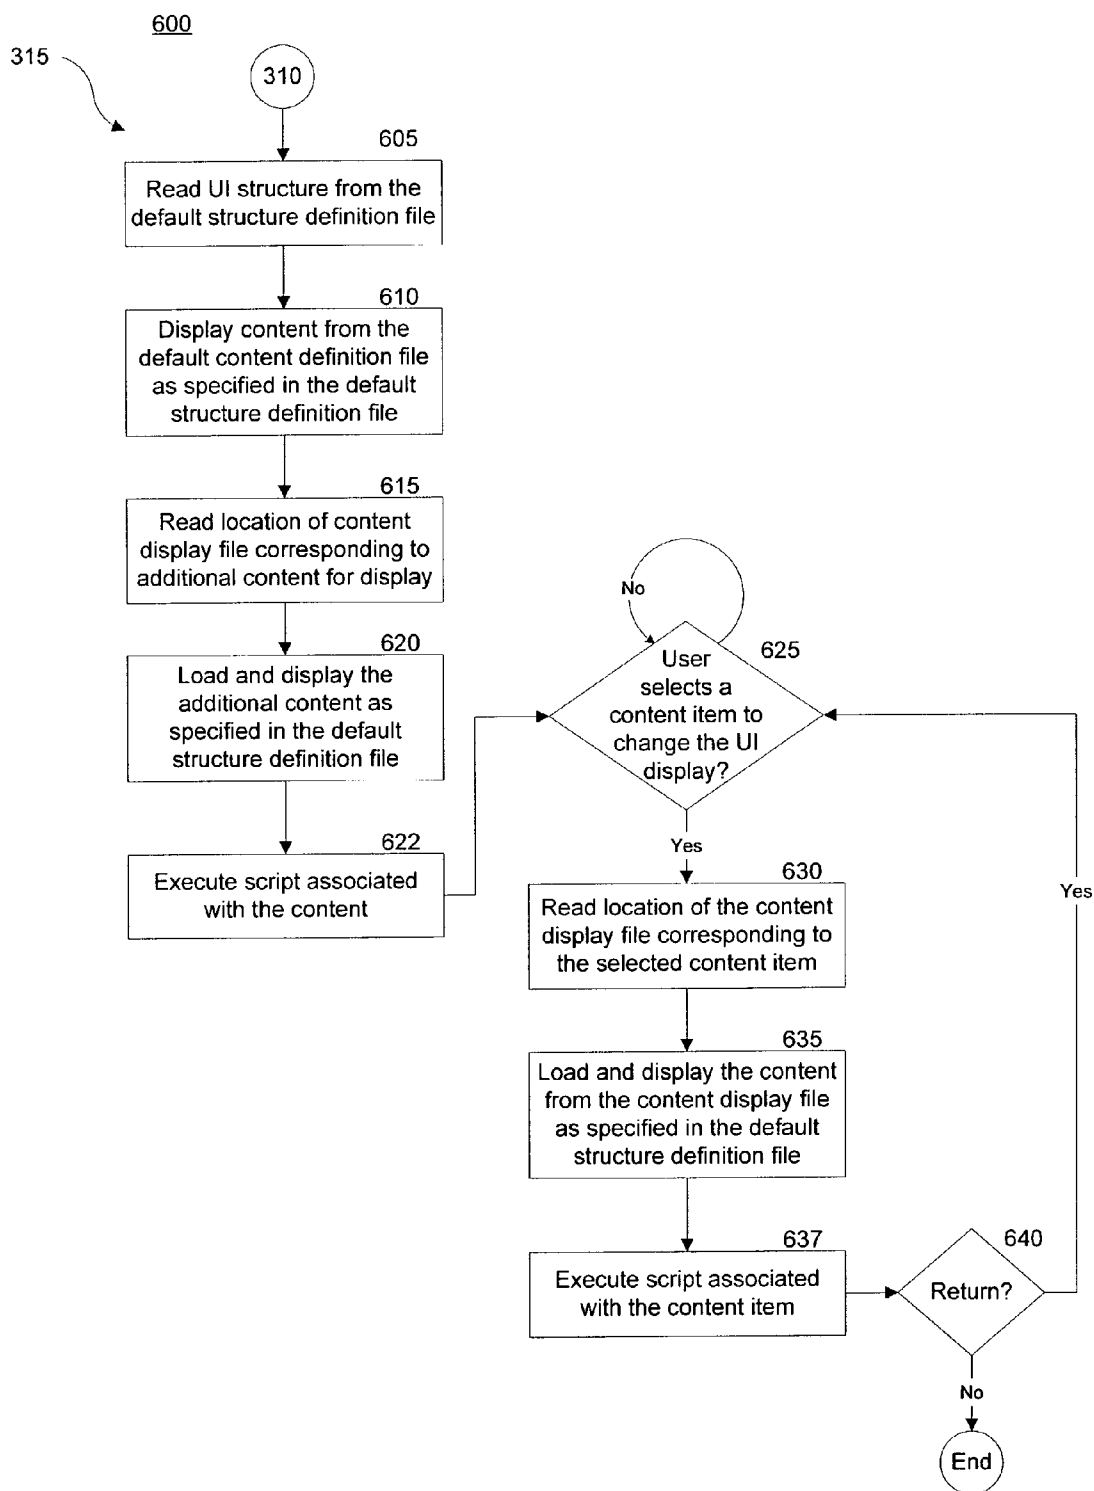 600
315
310
605
Read UI structure from the
default structure definition file
610
Display content from the
default content definition file
as specified in the default
structure definition file
615
Read location of content
display file corresponding to
additional content for display
620
Load and display the
additional content as
specified in the default
structure definition file
622
Execute script associated
with the content
No
625
User
selects a
content item to
change the UI
display?
Yes
630
Read location of the content
display file corresponding to
the selected content item
635
Load and display the content
from the content display file
as specified in the default
structure definition file
637
Execute script associated
with the content item
640
Return?
Yes
No
End